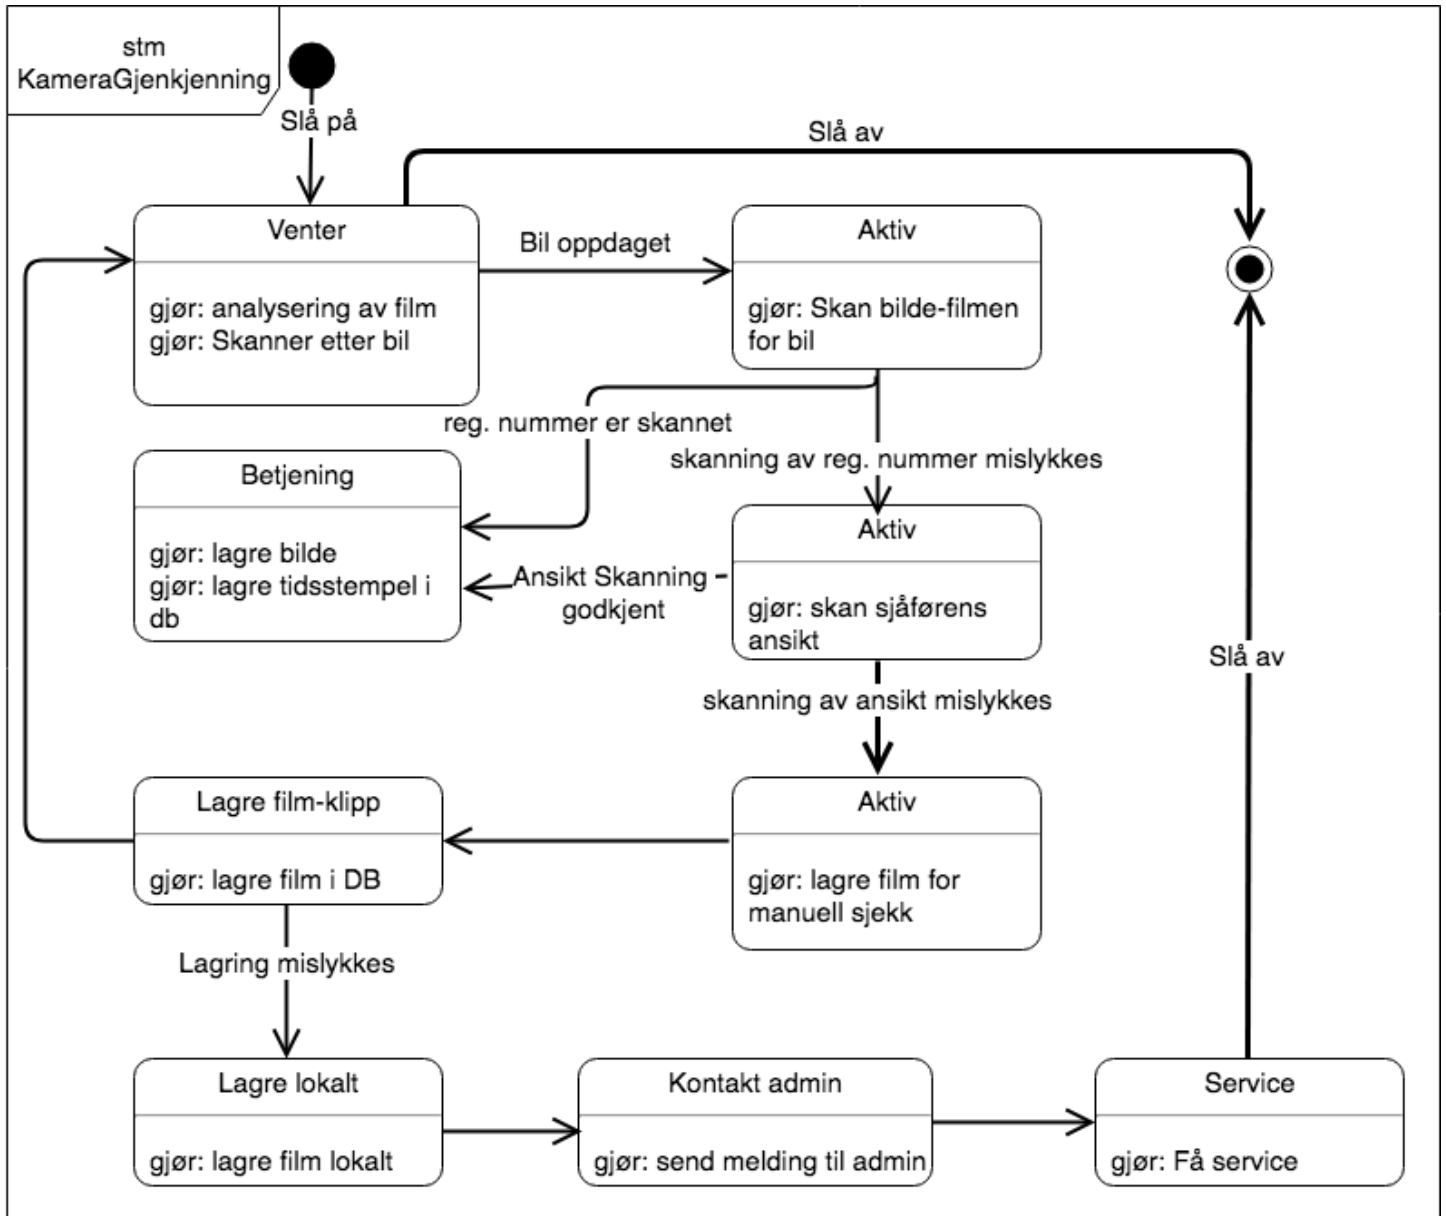 stm
KameraGjenkjenning
Slå på
Slå av
Venter
gjør: analysering av film
gjør: Skanner etter bil
Bil oppdaget
Aktiv
gjør: Skan bilde-filmen
for bil
reg. nummer er skannet
skanning av reg. nummer mislykkes
Betjening
gjør: lagre bilde
gjør: lagre tidsstempel i
db
Ansikt Skanning
godkjent
Aktiv
gjør: skan sjåførens
ansikt
Slå av
skanning av ansikt mislykkes
Lagre film-klipp
gjør: lagre film i DB
Aktiv
gjør: lagre film for
manuell sjekk
Lagring mislykkes
Lagre lokalt
gjør: lagre film lokalt
Kontakt admin
gjør: send melding til admin
Service
gjør: Få service